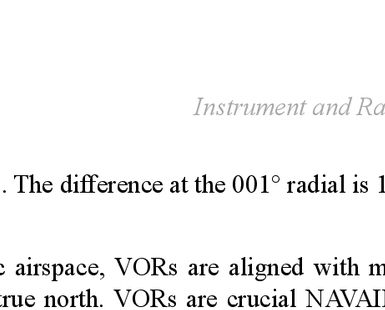 Instrument and Ra
. The difference at the 001° radial is 1
c airspace, VORs are aligned with m
true north. VORs are crucial NAVAI